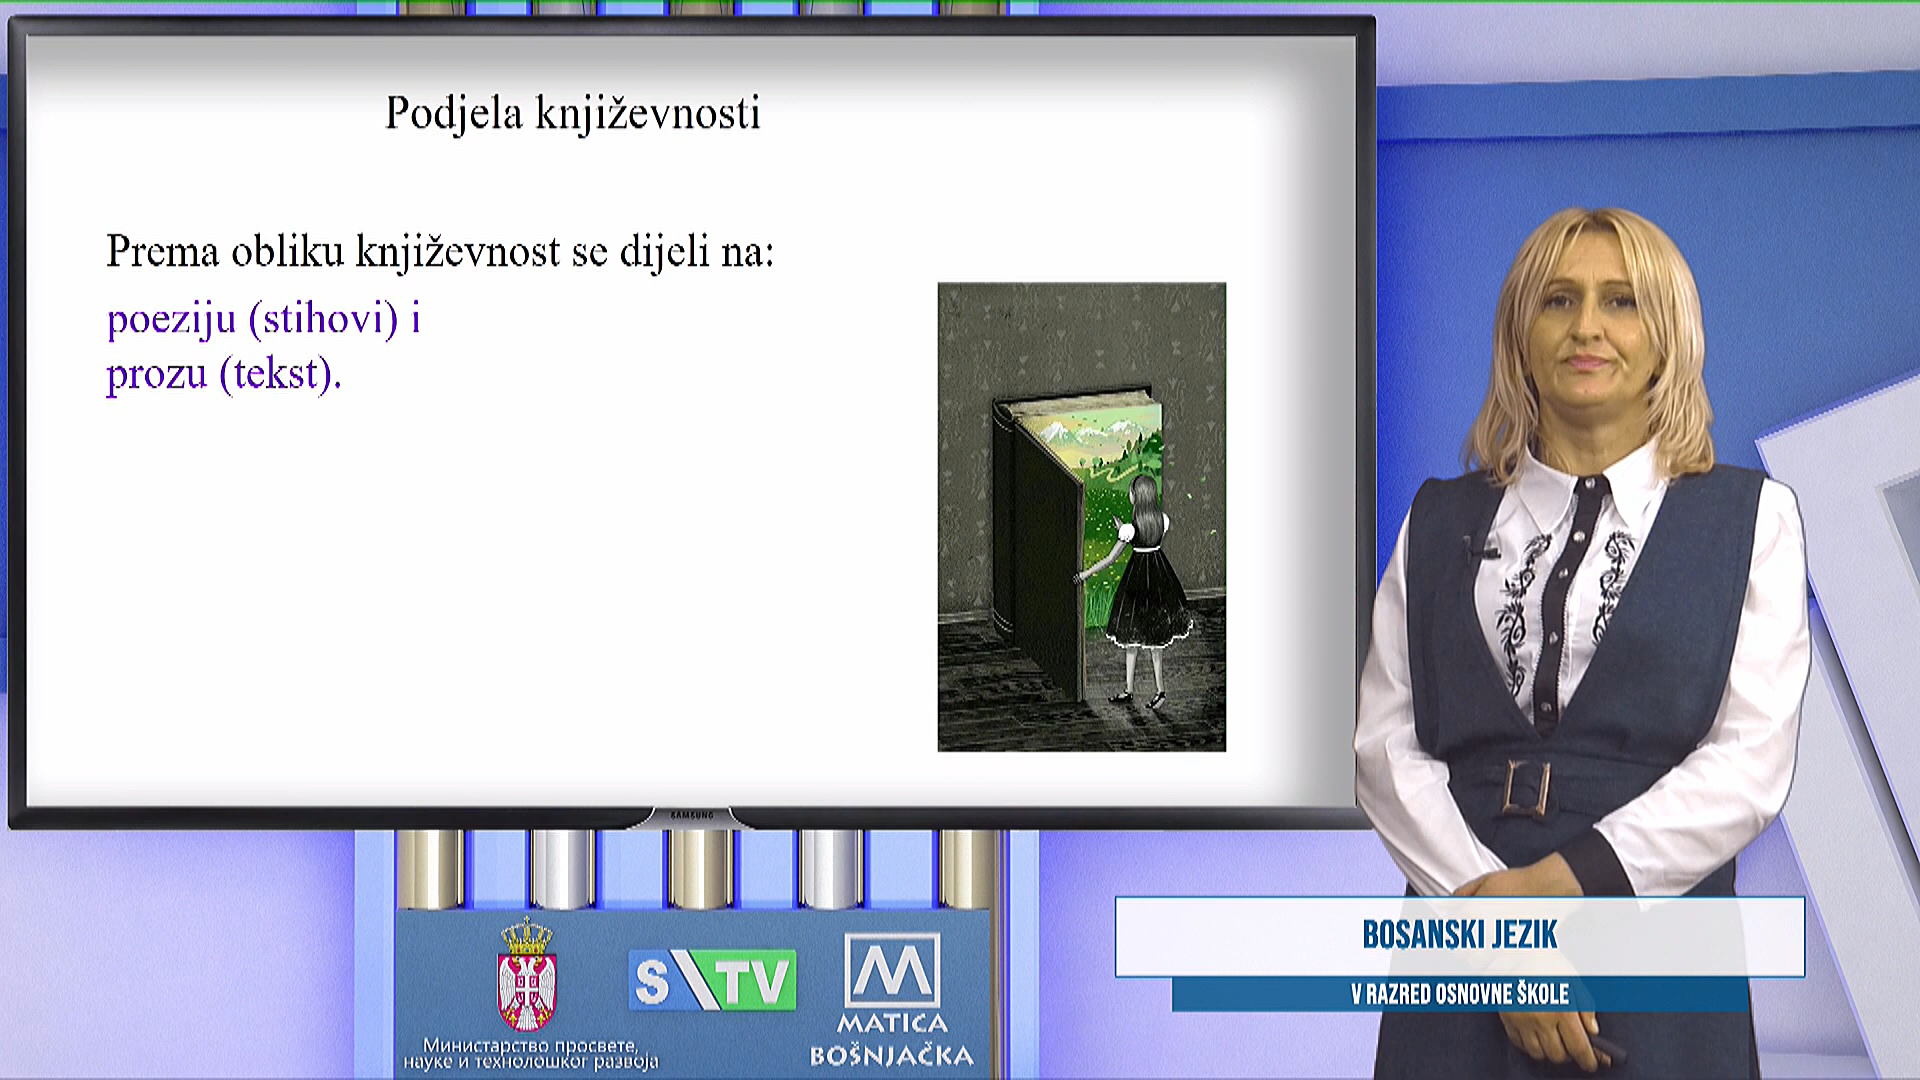 Podjela književnosti
Prema obliku književnost se dijeli na:
poeziju (stihovi) i
prozu (tekst).
SAMSUNG
BOSANSKI JEZIK
V RAZRED OSNOVNE ŠKOLE
Министарство просвете,
науке и технолошког развоја
S TV
MATICA
BOŠNJAČKA